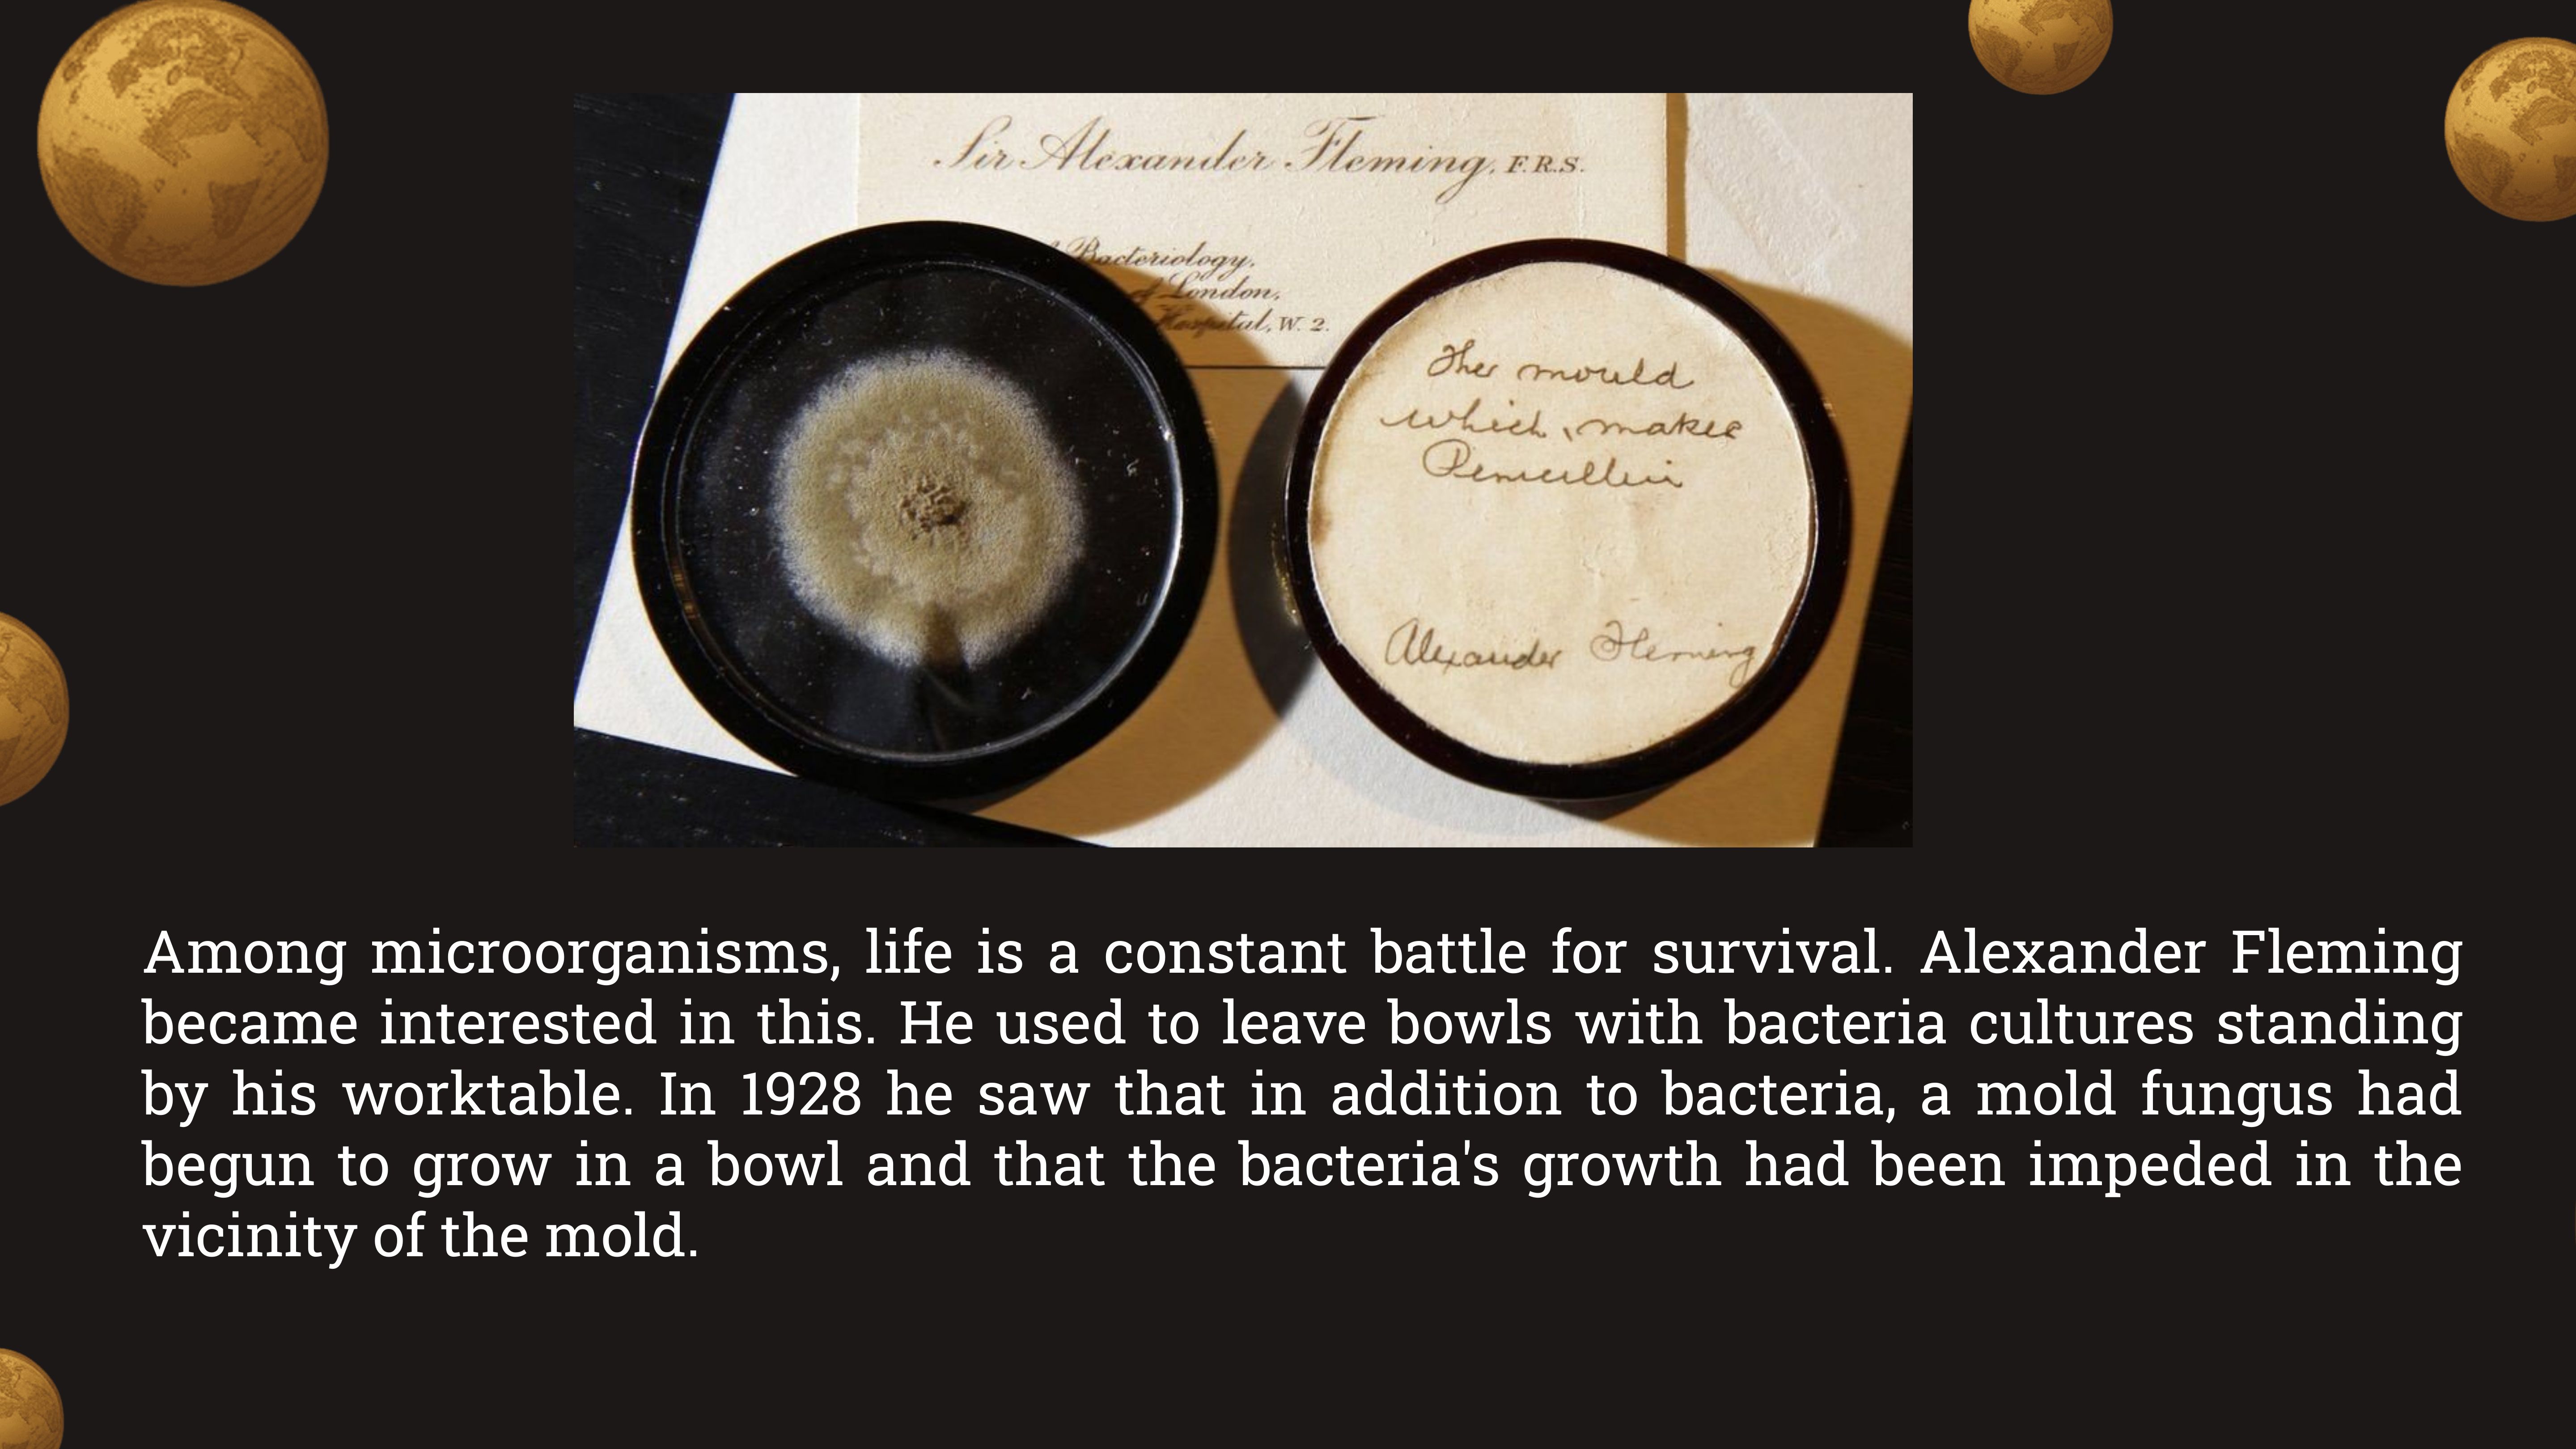 Sir Alexander Fleming, F.R.S.
Bacteriology,
of London,
Hospital, W. 2.
The mould
which makes
Penicillin
Alexander Fleming
Among microorganisms, life is a constant battle for survival. Alexander Fleming
became interested in this. He used to leave bowls with bacteria cultures standing
by his worktable. In 1928 he saw that in addition to bacteria, a mold fungus had
begun to grow in a bowl and that the bacteria's growth had been impeded in the
vicinity of the mold.